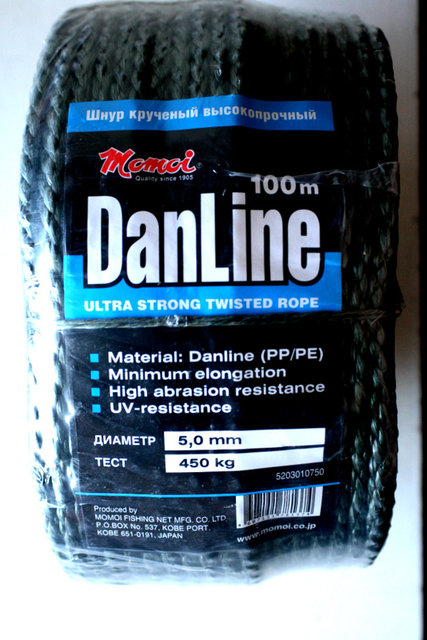 Шнур крученый высокопрочный
Momoi®
Quality since 1905
100m
DanLine
ULTRA STRONG TWISTED ROPE
Material: Danline (PP/PE)
Minimum elongation
High abrasion resistance
UV-resistance
ДИАМЕТР 5,0 mm
ТЕСТ 450 kg
5203010750
Produced by
MOMOI FISHING NET MFG. CO. LTD.
P.O.BOX No. 537, KOBE PORT.
KOBE 651-0191, JAPAN
www.momoi.co.jp